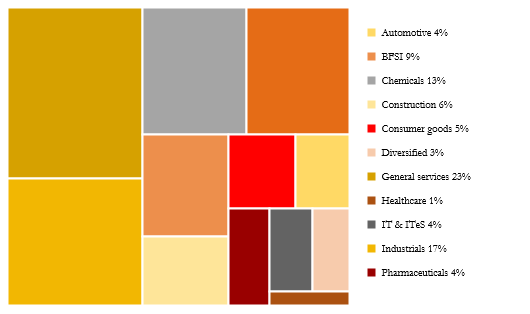 Automotive 4%
BFSI 9%
Chemicals 13%
Construction 6%
Consumer goods 5%
Diversified 3%
General services 23%
Healthcare 1%
IT & ITeS 4%
Industrials 17%
Pharmaceuticals 4%